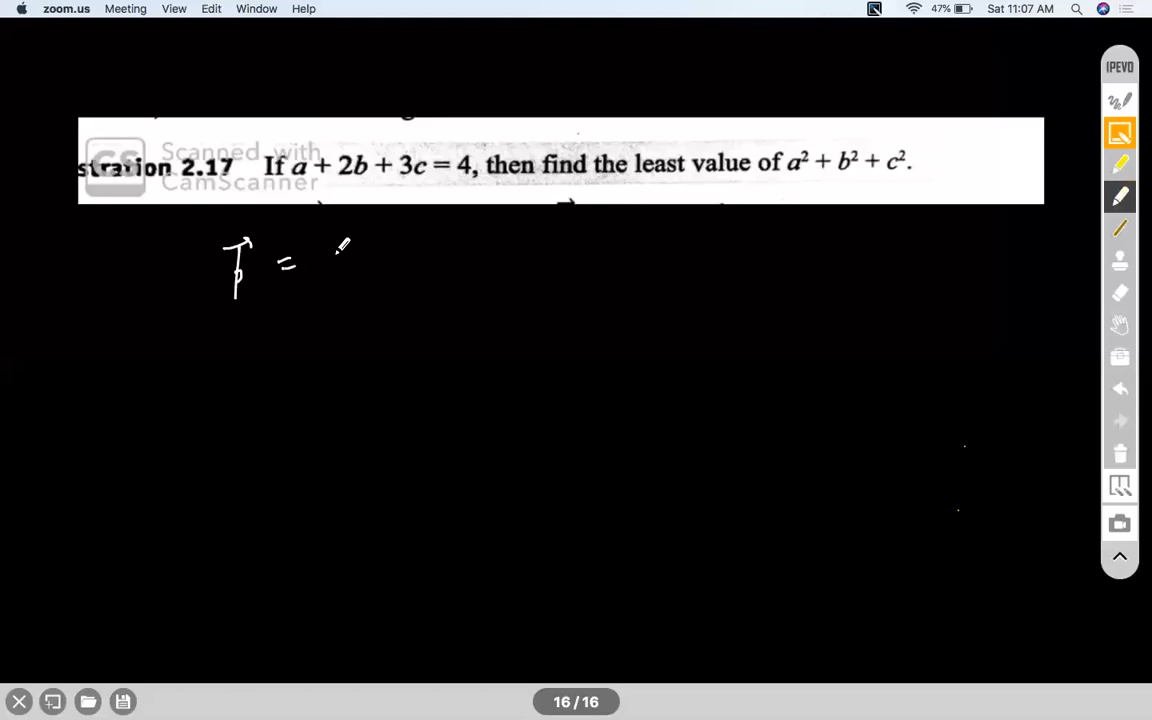 zoom.us Meeting View Edit Window Help 47% Sat 11:07 AM
IPEVO
Scanned with
CS CamScanner
stration 2.17 If a + 2b + 3c = 4, then find the least value of a² + b² + c².
p⃗ =
16 / 16